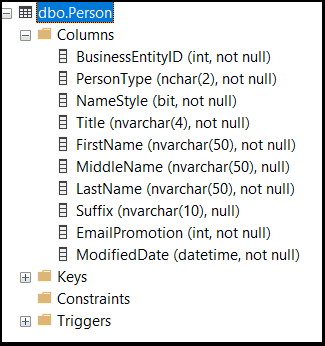 dbo.Person
Columns
BusinessEntityID (int, not null)
PersonType (nchar(2), not null)
NameStyle (bit, not null)
Title (nvarchar(4), not null)
FirstName (nvarchar(50), not null)
MiddleName (nvarchar(50), null)
LastName (nvarchar(50), not null)
Suffix (nvarchar(10), null)
EmailPromotion (int, not null)
ModifiedDate (datetime, not null)
Keys
Constraints
Triggers